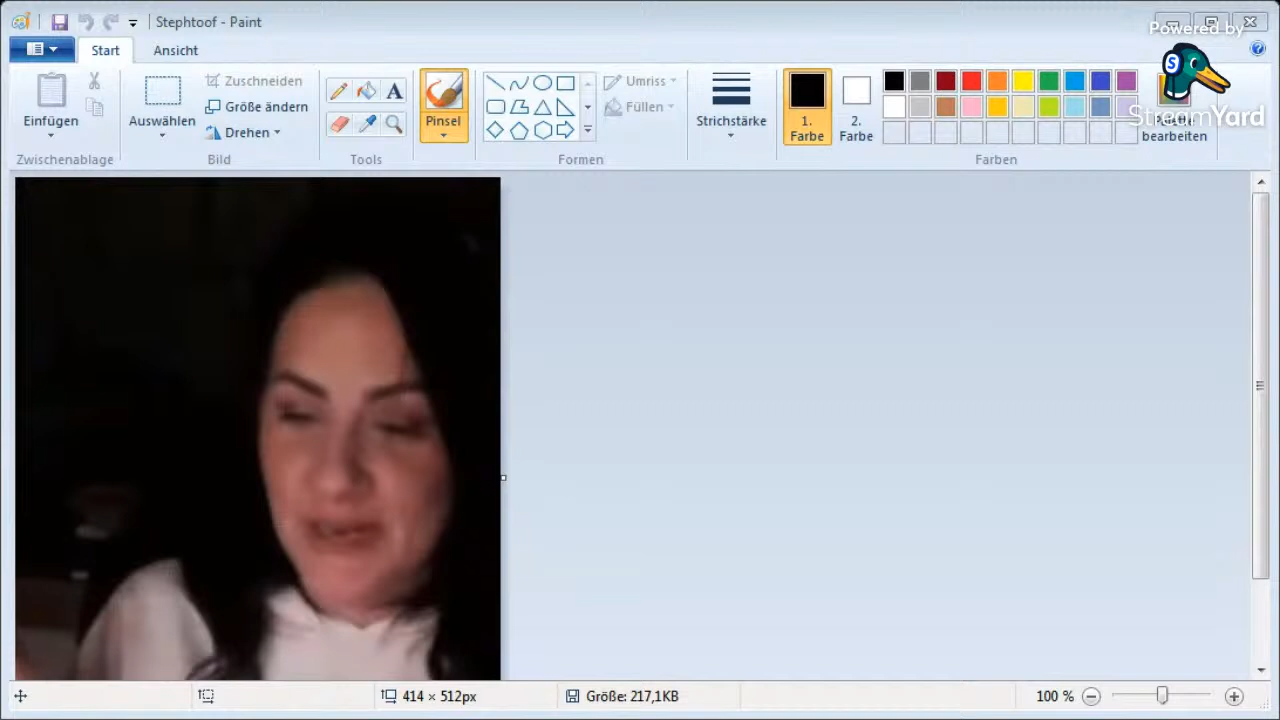 Stephtoof - Paint
Powered by
StreamYard
Start
Ansicht
Einfügen
Zwischenablage
Auswählen
Zuschneiden
Größe ändern
Drehen
Bild
A
Tools
Pinsel
Umriss
Füllen
Formen
Strichstärke
1.
Farbe
2.
Farbe
bearbeiten
Farben
414 × 512px
Größe: 217,1KB
100 %